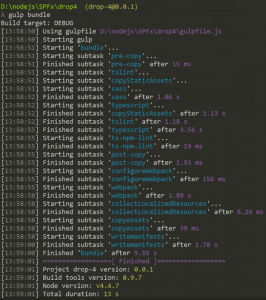 D:\nodejs\SPFx\drop4 (drop-4@0.0.1)
λ gulp bundle
Build target: DEBUG
[13:58:50] Using gulpfile D:\nodejs\SPFx\drop4\gulpfile.js
[13:58:50] Starting gulp
[13:58:50] Starting 'bundle'...
[13:58:51] Starting subtask 'pre-copy'...
[13:58:51] Finished subtask 'pre-copy' after 15 ms
[13:58:51] Starting subtask 'tslint'...
[13:58:51] Starting subtask 'copyStaticAssets'...
[13:58:51] Starting subtask 'sass'...
[13:58:52] Finished subtask 'sass' after 1.06 s
[13:58:52] Starting subtask 'typescript'...
[13:58:52] Finished subtask 'copyStaticAssets' after 1.13 s
[13:58:52] Finished subtask 'tslint' after 1.18 s
[13:58:55] Finished subtask 'typescript' after 3.56 s
[13:58:55] Starting subtask 'ts-npm-lint'...
[13:58:55] Finished subtask 'ts-npm-lint' after 19 ms
[13:58:55] Starting subtask 'post-copy'...
[13:58:55] Finished subtask 'post-copy' after 1.93 ms
[13:58:55] Starting subtask 'configureWebpack'...
[13:58:56] Finished subtask 'configureWebpack' after 156 ms
[13:58:56] Starting subtask 'webpack'...
[13:58:58] Finished subtask 'webpack' after 2.89 s
[13:58:58] Starting subtask 'collectLocalizedResources'...
[13:58:58] Finished subtask 'collectLocalizedResources' after 6.29 ms
[13:58:58] Starting subtask 'copyAssets'...
[13:58:58] Finished subtask 'copyAssets' after 39 ms
[13:58:58] Starting subtask 'writemanifests'...
[13:59:00] Finished subtask 'writemanifests' after 1.78 s
[13:59:00] Finished 'bundle' after 9.59 s
[13:59:01] ==================[ Finished ]==================
[13:59:01] Project drop-4 version: 0.0.1
[13:59:01] Build tools version: 0.9.7
[13:59:01] Node version: v4.4.7
[13:59:01] Total duration: 13 s